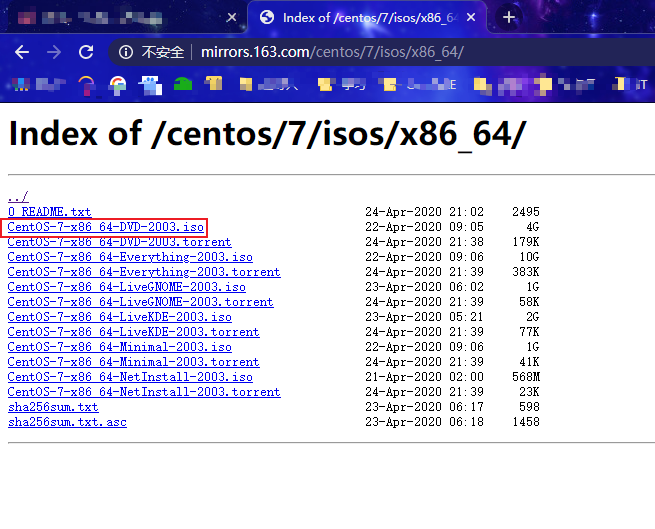 Index of /centos/7/isos/x86_64/
不安全 mirrors.163.com/centos/7/isos/x86_64/
Index of /centos/7/isos/x86_64/
../
0_README.txt 24-Apr-2020 21:02 2495
CentOS-7-x86_64-DVD-2003.iso 22-Apr-2020 09:05 4G
CentOS-7-x86_64-DVD-2003.torrent 24-Apr-2020 21:38 179K
CentOS-7-x86_64-Everything-2003.iso 22-Apr-2020 09:06 10G
CentOS-7-x86_64-Everything-2003.torrent 24-Apr-2020 21:39 383K
CentOS-7-x86_64-LiveGNOME-2003.iso 23-Apr-2020 06:02 1G
CentOS-7-x86_64-LiveGNOME-2003.torrent 24-Apr-2020 21:39 58K
CentOS-7-x86_64-LiveKDE-2003.iso 23-Apr-2020 05:21 2G
CentOS-7-x86_64-LiveKDE-2003.torrent 24-Apr-2020 21:39 77K
CentOS-7-x86_64-Minimal-2003.iso 22-Apr-2020 09:06 1G
CentOS-7-x86_64-Minimal-2003.torrent 24-Apr-2020 21:39 41K
CentOS-7-x86_64-NetInstall-2003.iso 21-Apr-2020 02:00 568M
CentOS-7-x86_64-NetInstall-2003.torrent 24-Apr-2020 21:39 23K
sha256sum.txt 23-Apr-2020 06:17 598
sha256sum.txt.asc 23-Apr-2020 06:18 1458